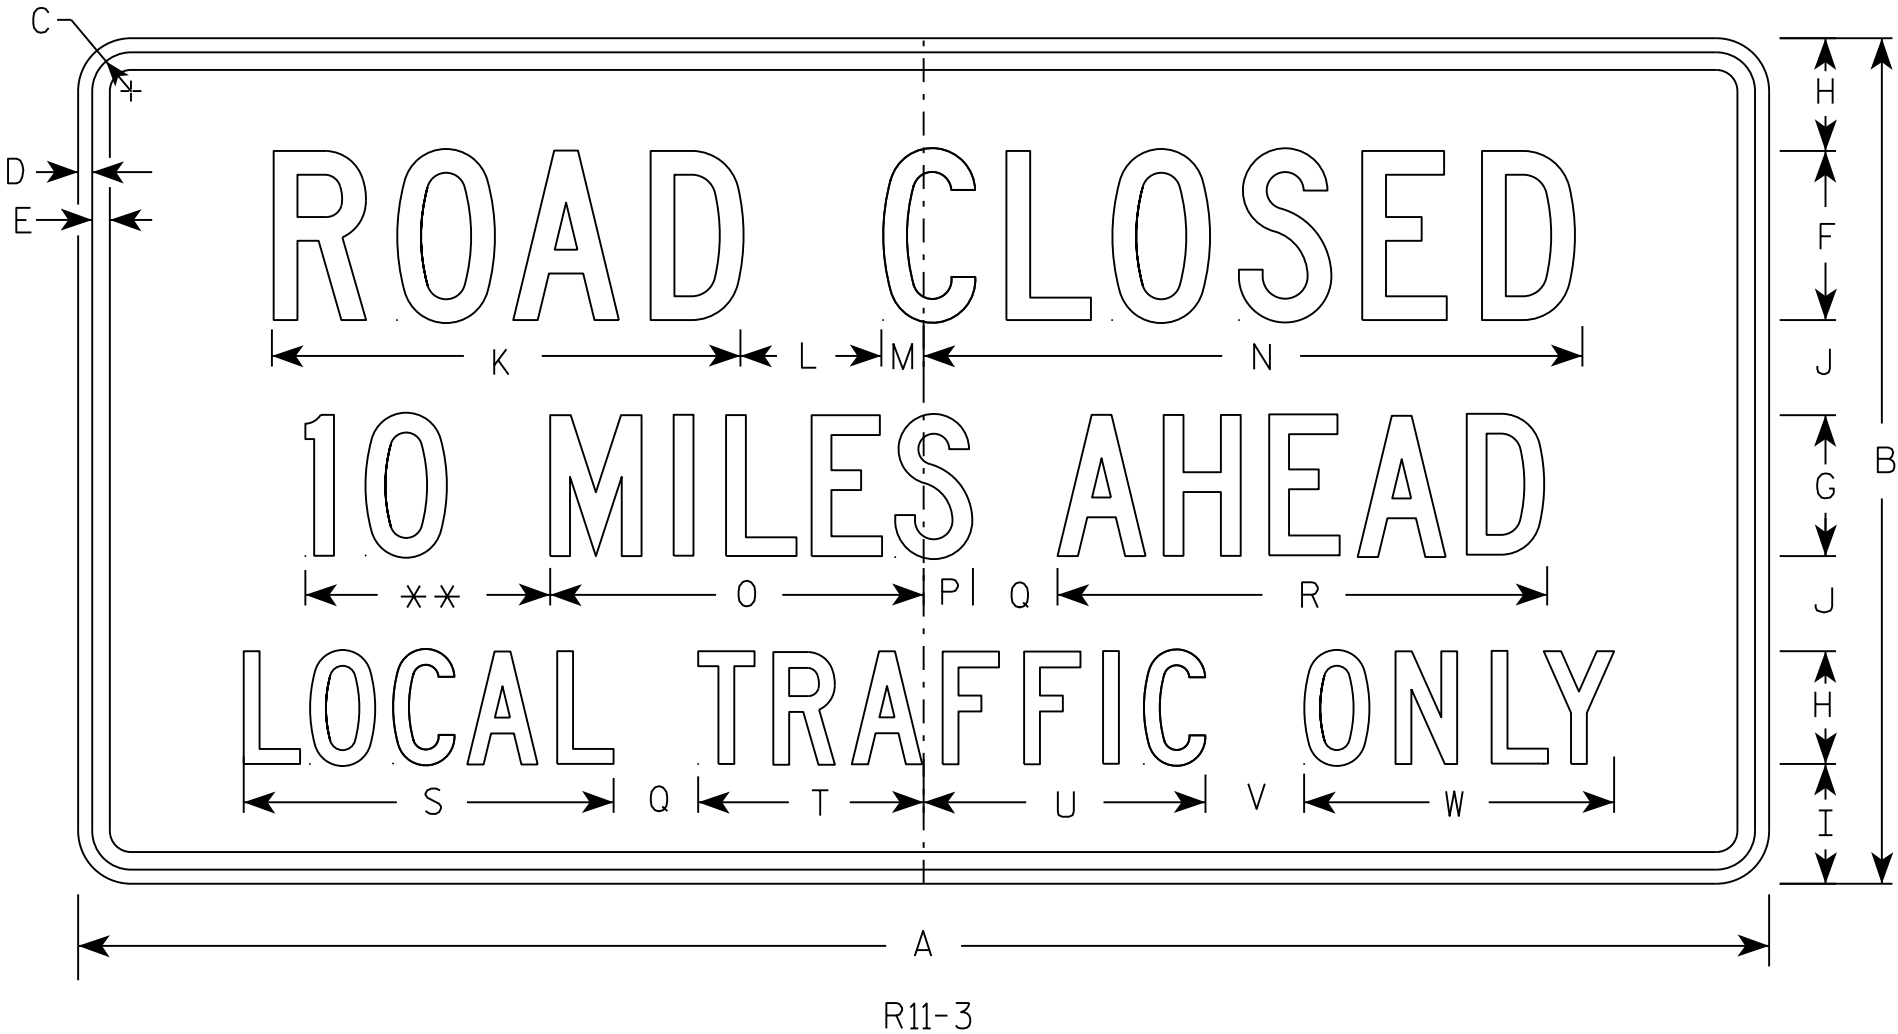 C
H
ROAD CLOSED
D
E
F
K L M N
J
10 MILES AHEAD
G
B
** O P Q R
J
LOCAL TRAFFIC ONLY
H
S Q T U V W
I
A
R11-3